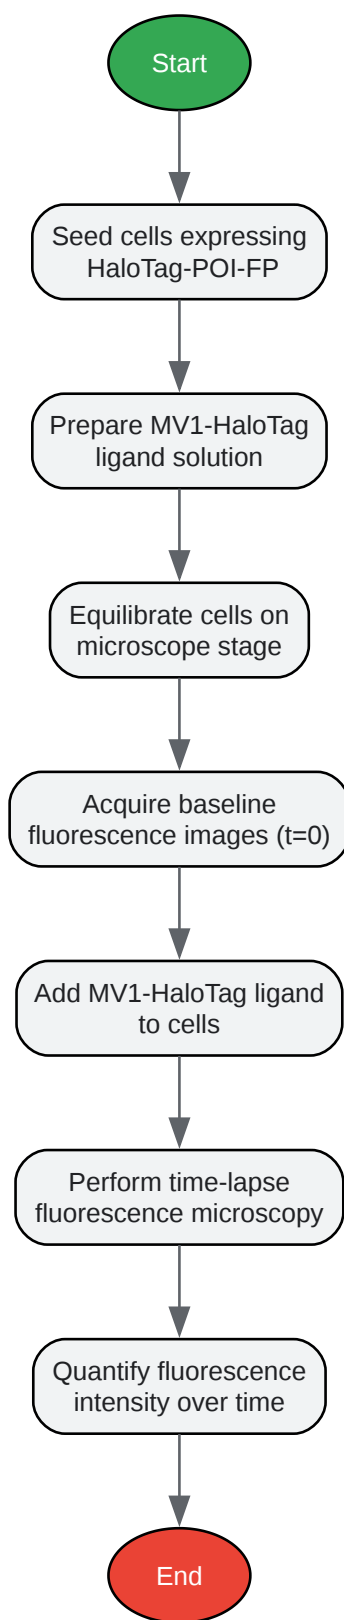 Start
Seed cells expressing
HaloTag-POI-FP
Prepare MV1-HaloTag
ligand solution
Equilibrate cells on
microscope stage
Acquire baseline
fluorescence images (t=0)
Add MV1-HaloTag ligand
to cells
Perform time-lapse
fluorescence microscopy
Quantify fluorescence
intensity over time
End